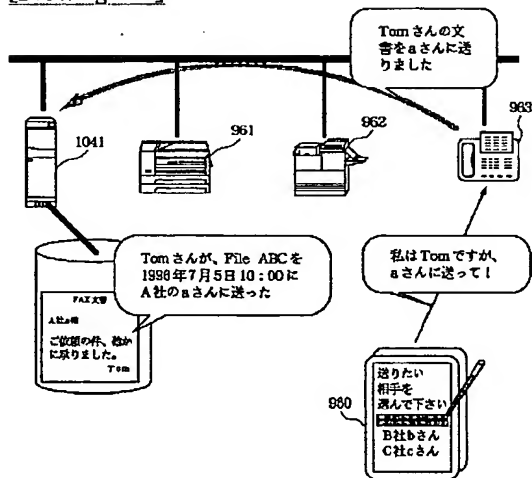 Tomさんの文
書をaさんに送
りました
963
962
961
1041
Tomさんが、File ABCを
1998年7月5日10:00に
A社のaさんに送った
私はTomですが、
aさんに送って!
FAX文書
A社a様
ご依頼の件、確か
に承りました。
Tom
送りたい
相手を
選んで下さい
B社bさん
C社cさん
960